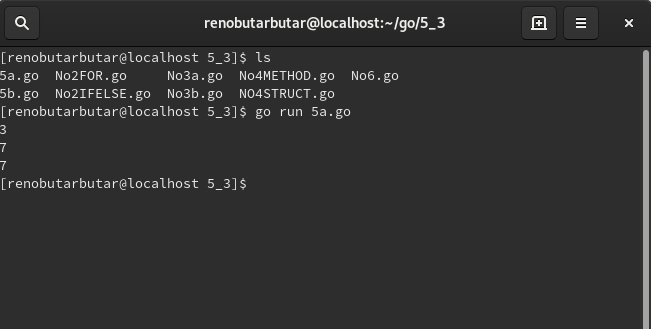 renobutarbutar@localhost:~/go/5_3
[renobutarbutar@localhost 5_3]$ ls
5a.go  No2FOR.go     No3a.go  No4METHOD.go  No6.go
5b.go  No2IFELSE.go  No3b.go  NO4STRUCT.go
[renobutarbutar@localhost 5_3]$ go run 5a.go
3
7
7
[renobutarbutar@localhost 5_3]$